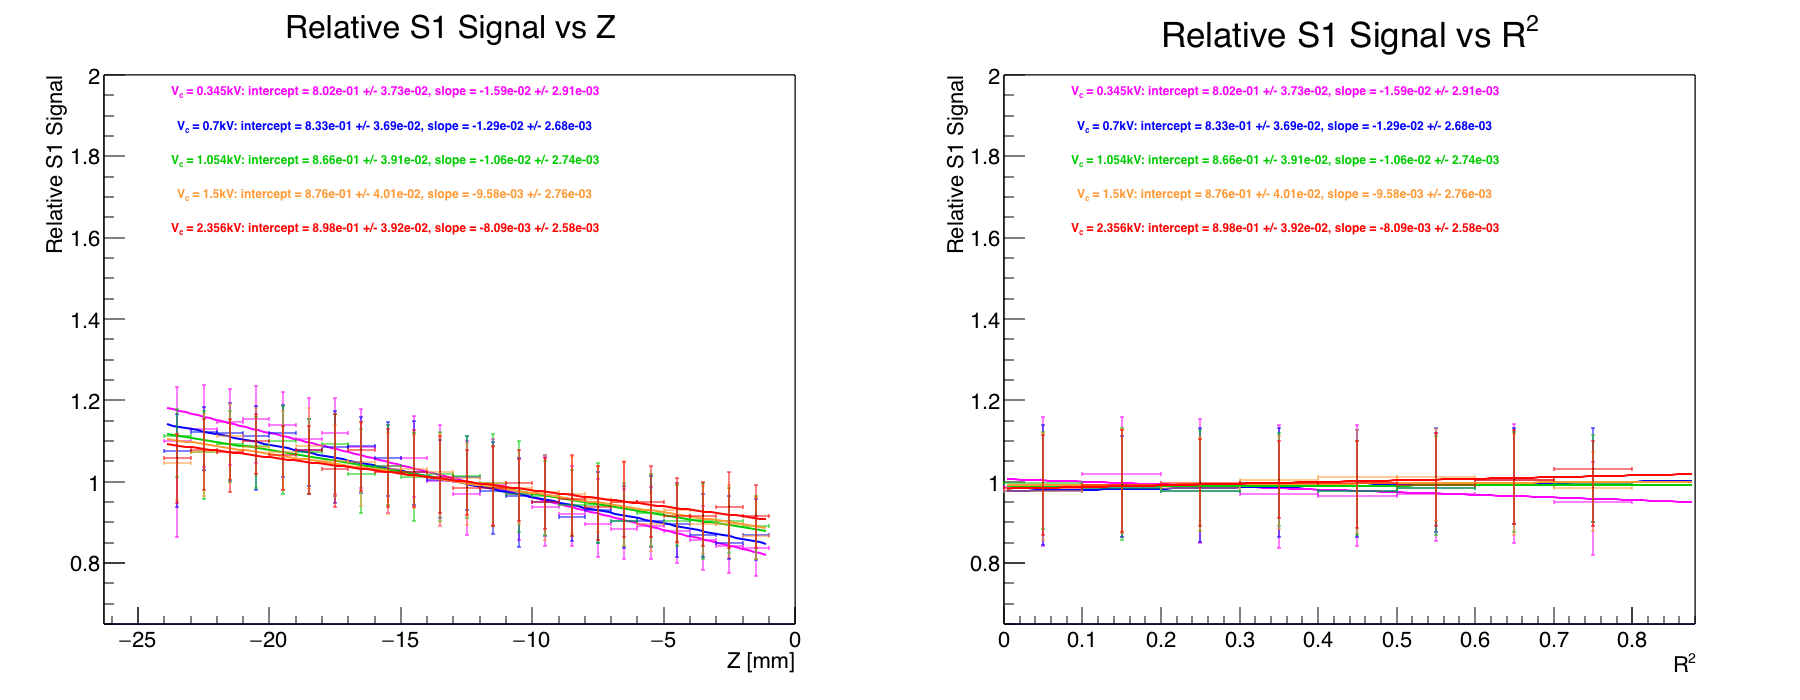 Relative S1 Signal vs Z
Relative S1 Signal
2
1.8
1.6
1.4
1.2
1
0.8
V_c = 0.345kV: intercept = 8.02e-01 +/- 3.73e-02, slope = -1.59e-02 +/- 2.91e-03
V_c = 0.7kV: intercept = 8.33e-01 +/- 3.69e-02, slope = -1.29e-02 +/- 2.68e-03
V_c = 1.054kV: intercept = 8.66e-01 +/- 3.91e-02, slope = -1.06e-02 +/- 2.74e-03
V_c = 1.5kV: intercept = 8.76e-01 +/- 4.01e-02, slope = -9.58e-03 +/- 2.76e-03
V_c = 2.356kV: intercept = 8.98e-01 +/- 3.92e-02, slope = -8.09e-03 +/- 2.58e-03
−25 −20 −15 −10 −5 0
Z [mm]
Relative S1 Signal vs R²
Relative S1 Signal
2
1.8
1.6
1.4
1.2
1
0.8
V_c = 0.345kV: intercept = 8.02e-01 +/- 3.73e-02, slope = -1.59e-02 +/- 2.91e-03
V_c = 0.7kV: intercept = 8.33e-01 +/- 3.69e-02, slope = -1.29e-02 +/- 2.68e-03
V_c = 1.054kV: intercept = 8.66e-01 +/- 3.91e-02, slope = -1.06e-02 +/- 2.74e-03
V_c = 1.5kV: intercept = 8.76e-01 +/- 4.01e-02, slope = -9.58e-03 +/- 2.76e-03
V_c = 2.356kV: intercept = 8.98e-01 +/- 3.92e-02, slope = -8.09e-03 +/- 2.58e-03
0 0.1 0.2 0.3 0.4 0.5 0.6 0.7 0.8
R²